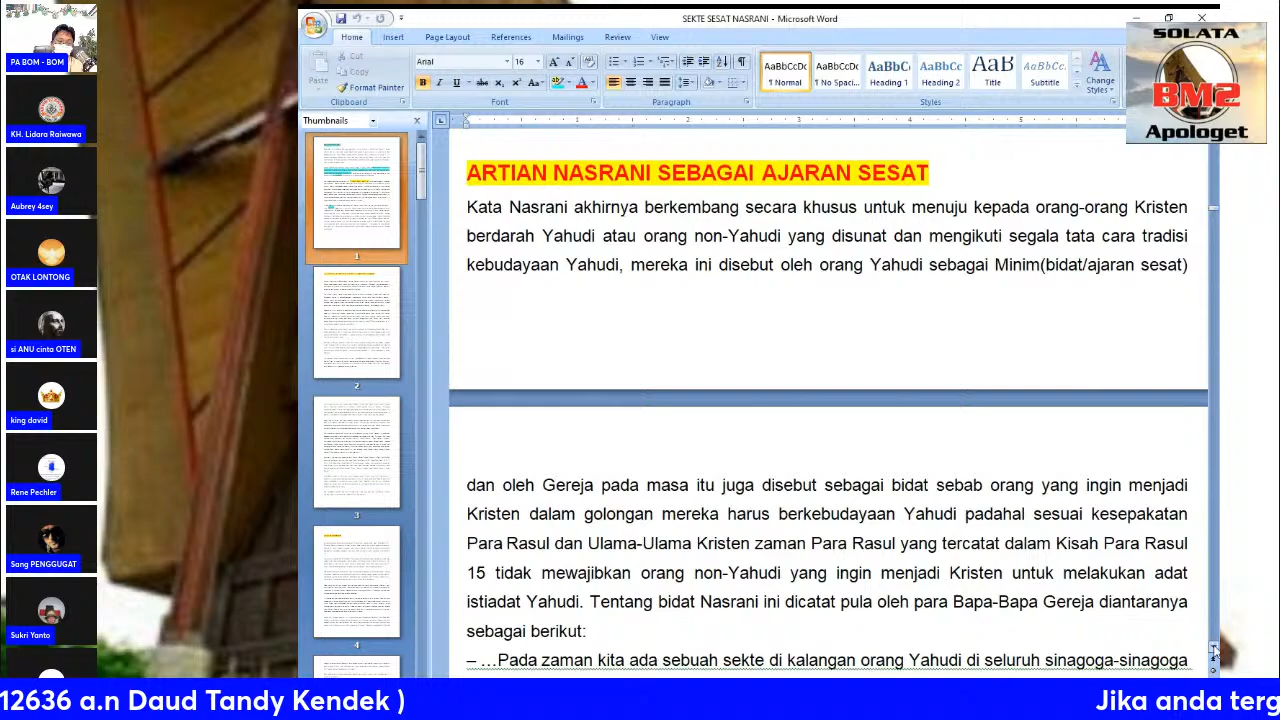 SEKTE SESAT NASRANI - Microsoft Word
Home Insert Page Layout References Mailings Review View
Paste
Cut
Copy
Format Painter
Clipboard
Arial
16
Font
Paragraph
AaBbCcDc AaBbCcDc AaBbC AaBbCc AaB AaBbCc
¶ Normal ¶ No Spaci... Heading 1 Heading 2 Title Subtitle
Change Styles
Styles
SOLATA
BM2
Apologet
Thumbnails
1
2
3
4
PA BOM - BOM
KH. Lidara Raiwawa
Aubrey 4sey
OTAK LONTONG
si ANU cinta OTEN
king david
Rene Pechler
Sang PENGGUGAT
Sukri Yanto
ARTIAN NASRANI SEBAGAI AJARAN SESAT
Kata Nasrani akhirnya berkembang secara khusus untuk menuju kepada orang-orang Kristen
berdarah Yahudi atau orang non-Yahudi yang disunat dan mengikuti segala tata cara tradisi
kebudayaan Yahudi, mereka ini disebut oleh orang Yahudi sebagai Minim(bidat/ajaran sesat)
dan oleh Gereja pada masa itu juga disebut sebagai bidat sebab orang yang ingin menjadi
Kristen dalam golongan mereka harus berkebudayaan Yahudi padahal sesuai kesepakatan
Para Rasul dan Ulama-Ulama Kristen zaman Para Rasul yang tercatat dari Kisah Para Rasul
15 orang non-Yahudi yang ingin menjadi Kristen untuk melakukan adat
istiadat Yahudi. Tentang bidat Nasrani ini dicatat pula oleh para Bapa-Bapa Gereja diantaranya
sebagai berikut:
– …Pada zaman kita ada sebuah sekte di kalangan orang Yahudi di seluruh sinagoga-sinagoga
12636 a.n Daud Tandy Kendek )
Jika anda terg